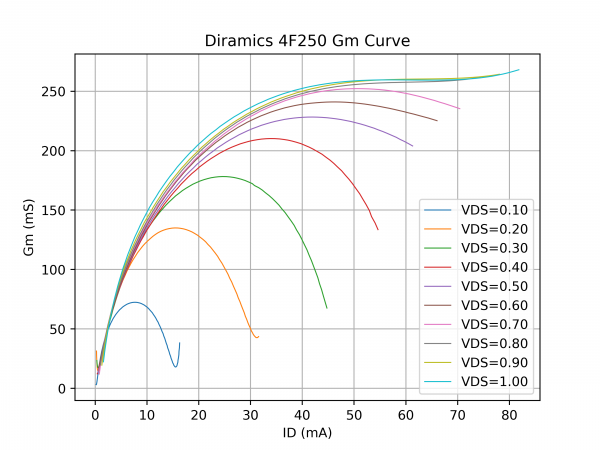 Diramics 4F250 Gm Curve
Gm (mS)
250
200
150
100
50
0
VDS=0.10
VDS=0.20
VDS=0.30
VDS=0.40
VDS=0.50
VDS=0.60
VDS=0.70
VDS=0.80
VDS=0.90
VDS=1.00
0 10 20 30 40 50 60 70 80
ID (mA)